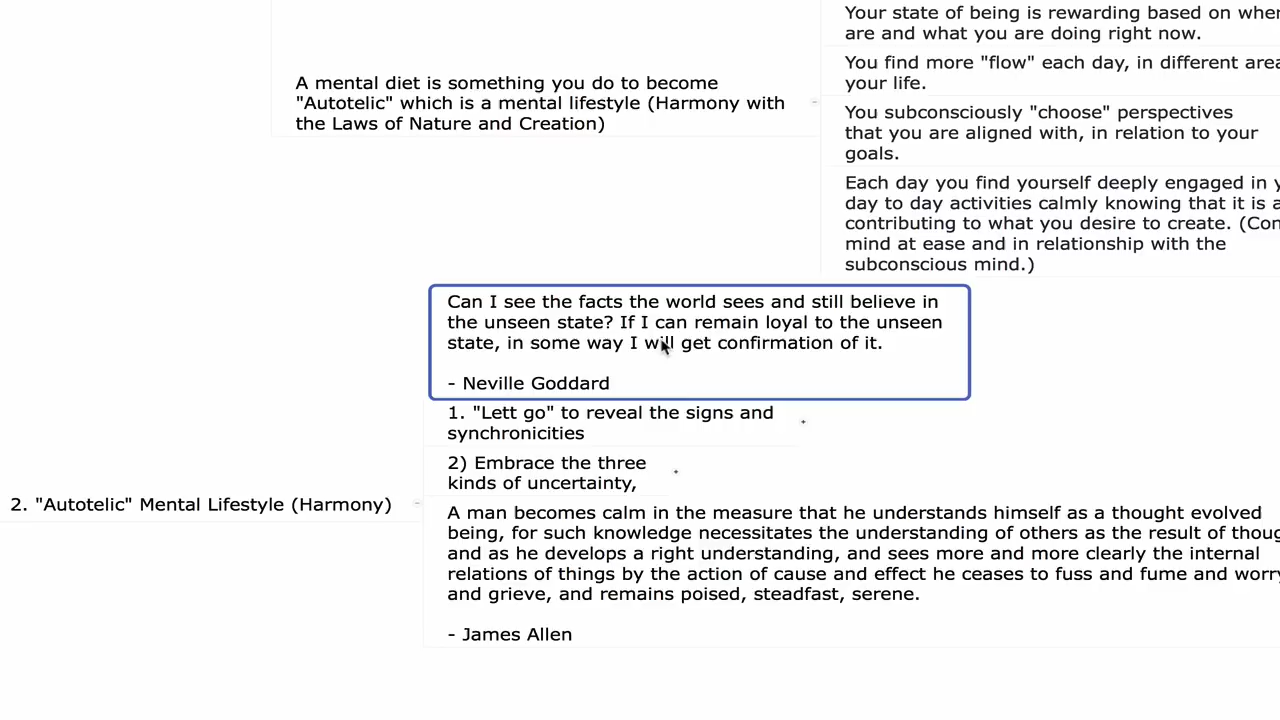 Your state of being is rewarding based on
are and what you are doing right now.
You find more "flow" each day, in different
your life.
You subconsciously "choose" perspectives
that you are aligned with, in relation to your
goals.
Each day you find yourself deeply engaged in
day to day activities calmly knowing that it is
contributing to what you desire to create.
mind at ease and in relationship with the
subconscious mind.)
A mental diet is something you do to become
"Autotelic" which is a mental lifestyle (Harmony with
the Laws of Nature and Creation)
Can I see the facts the world sees and still believe in
the unseen state? If I can remain loyal to the unseen
state, in some way I will get confirmation of it.
- Neville Goddard
1. "Lett go" to reveal the signs and
synchronicities
2) Embrace the three
kinds of uncertainty,
2. "Autotelic" Mental Lifestyle (Harmony)
A man becomes calm in the measure that he understands himself as a thought evolved
being, for such knowledge necessitates the understanding of others as the result of
and as he develops a right understanding, and sees more and more clearly the internal
relations of things by the action of cause and effect he ceases to fuss and fume and
and grieve, and remains poised, steadfast, serene.
- James Allen